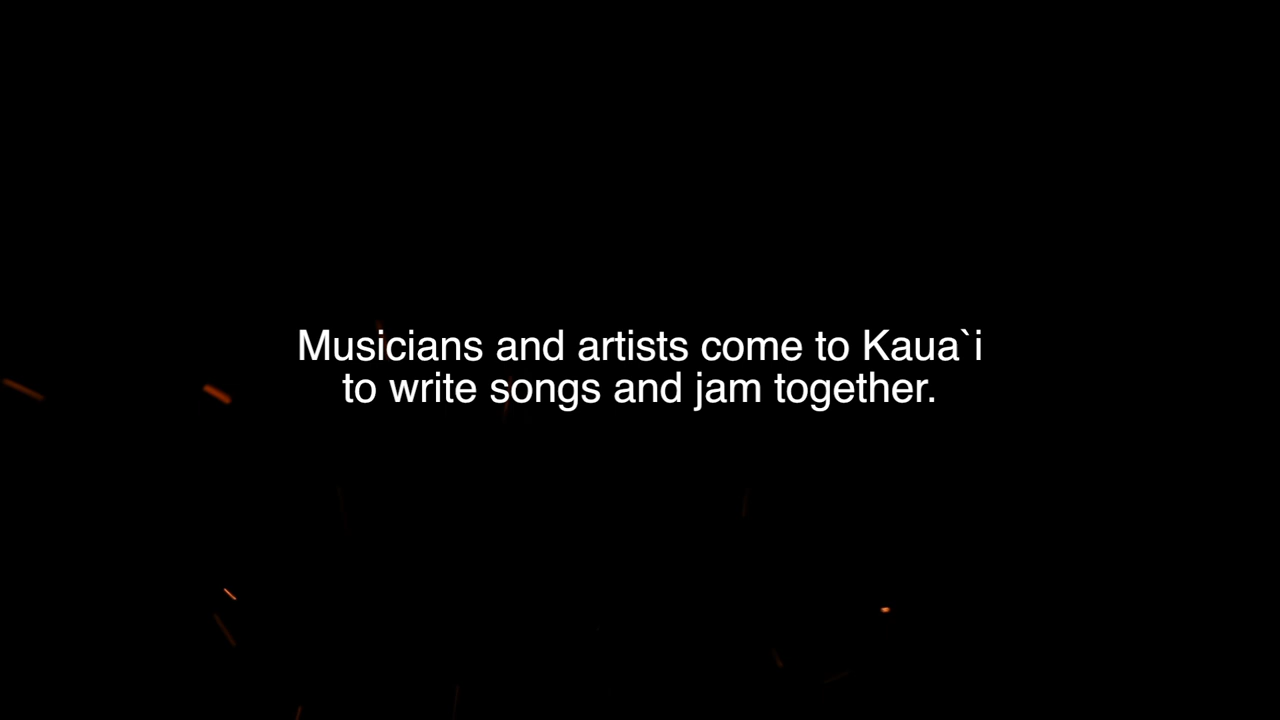 Musicians and artists come to Kaua`i
to write songs and jam together.